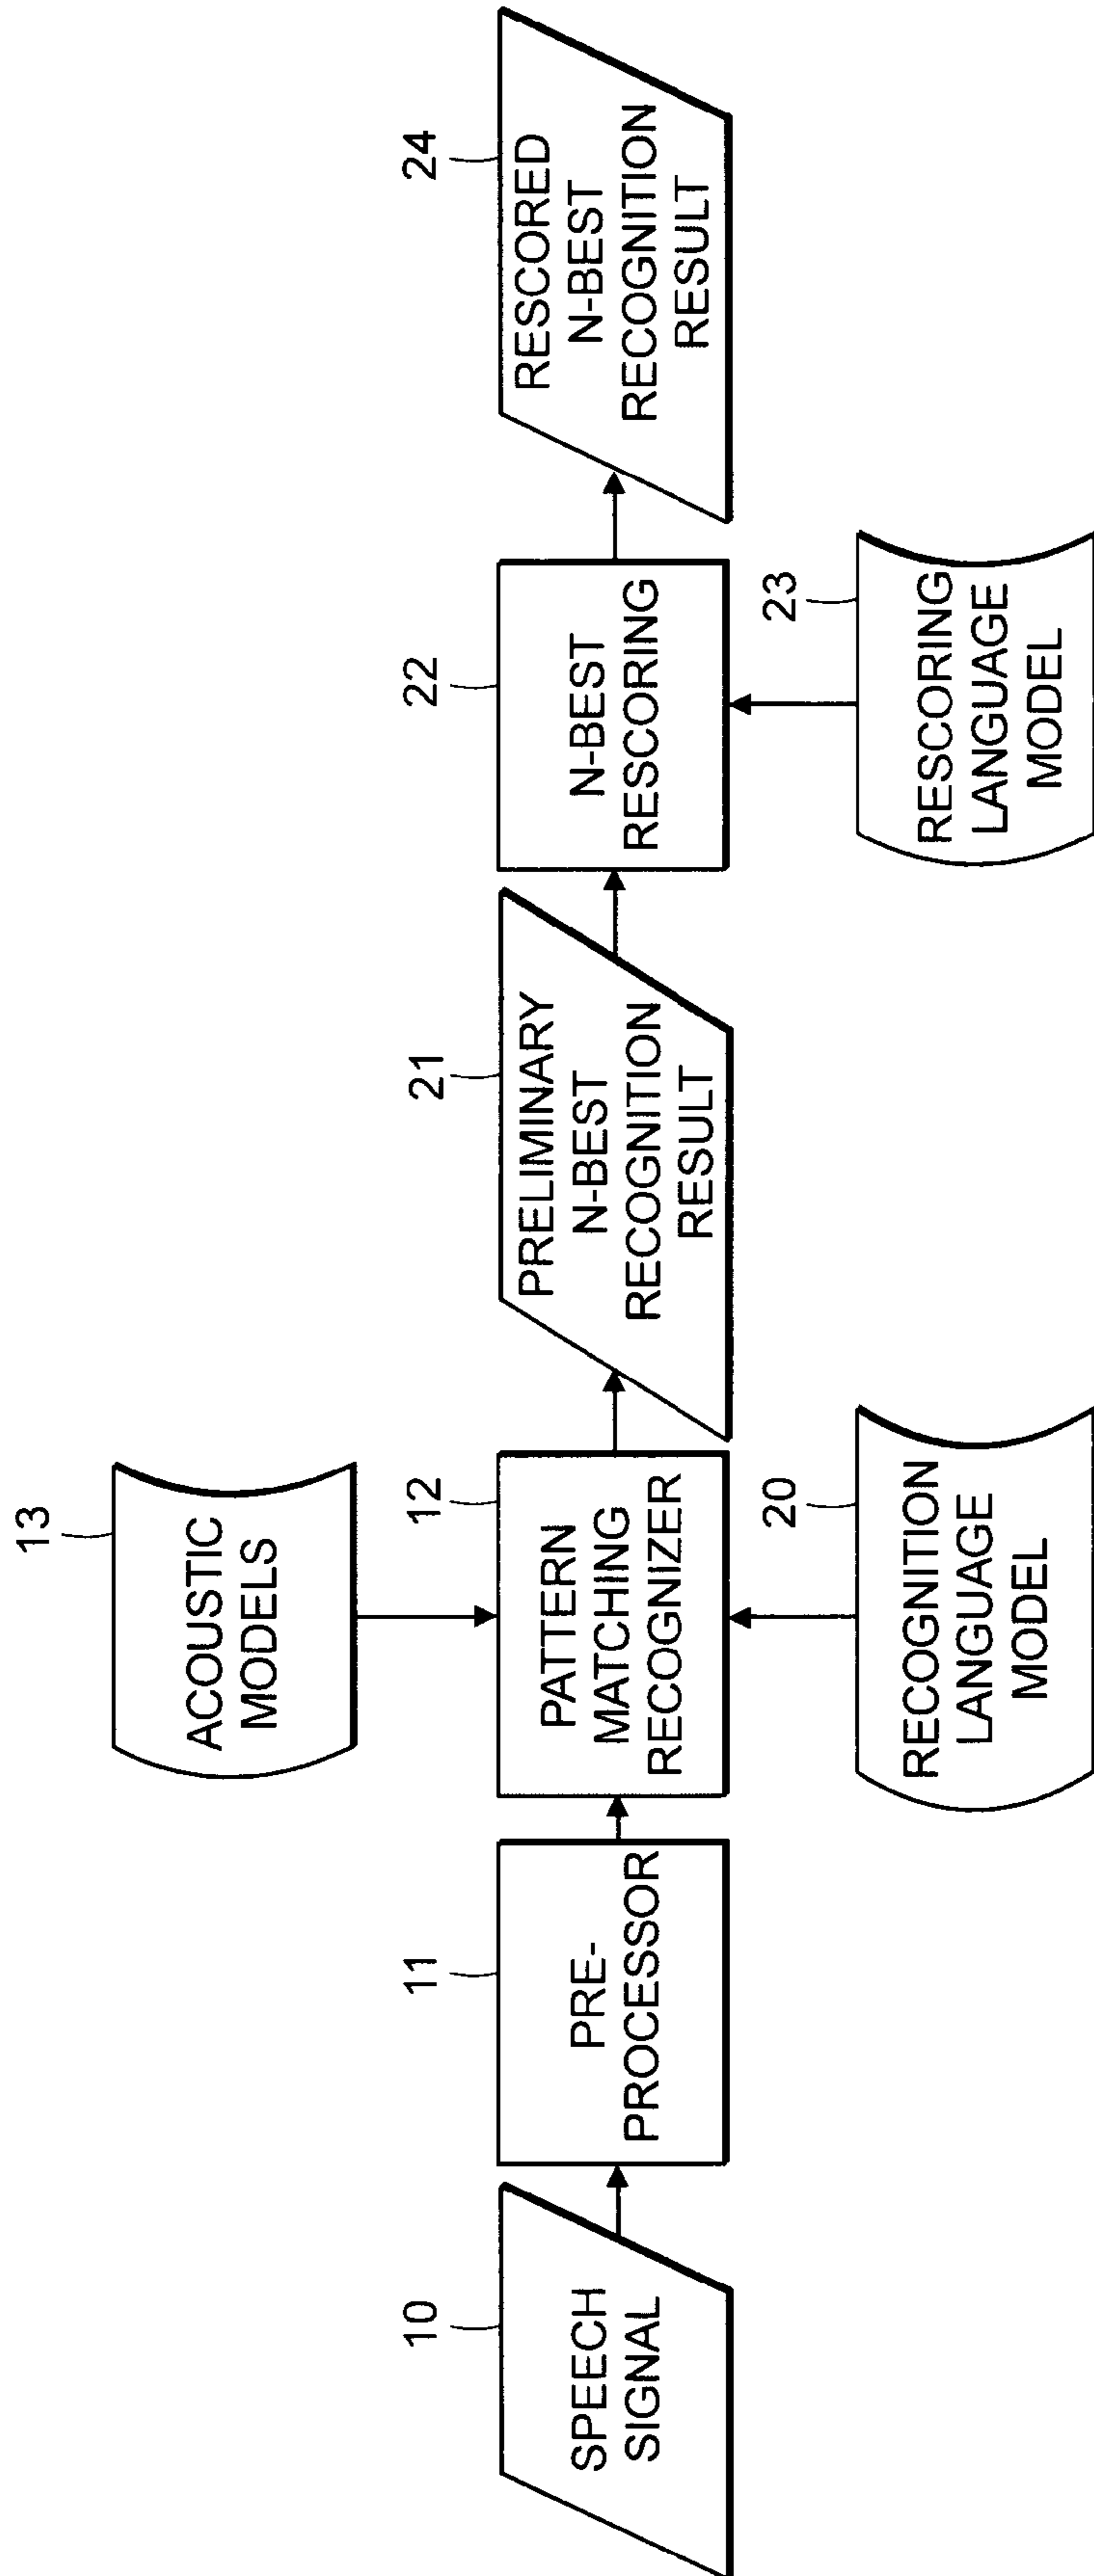 13
ACOUSTIC
MODELS
10
SPEECH
SIGNAL
11
PRE-
PROCESSOR
12
PATTERN
MATCHING
RECOGNIZER
21
PRELIMINARY
N-BEST
RECOGNITION
RESULT
22
N-BEST
RESCORING
24
RESCORED
N-BEST
RECOGNITION
RESULT
20
RECOGNITION
LANGUAGE
MODEL
23
RESCORING
LANGUAGE
MODEL